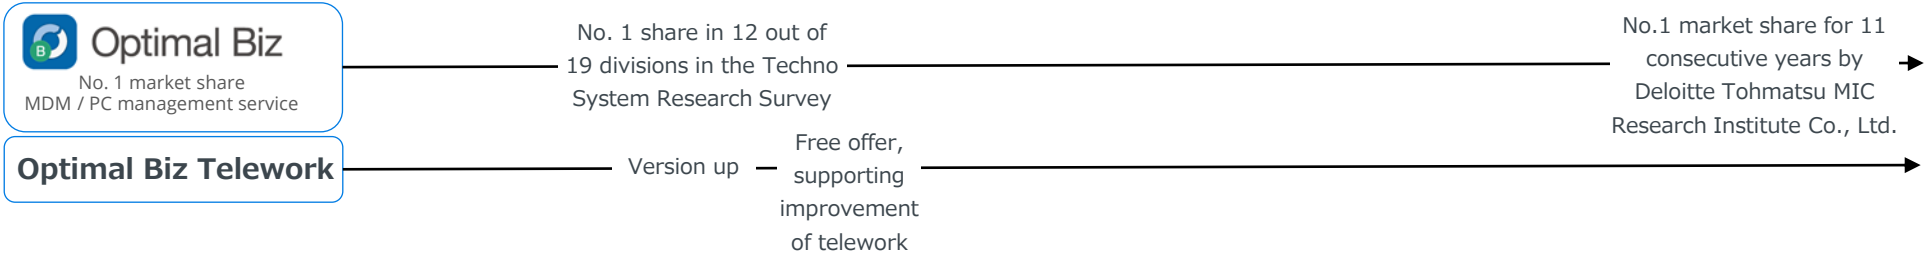 B
Optimal Biz
No. 1 market share
MDM / PC management service
No. 1 share in 12 out of
19 divisions in the Techno
System Research Survey
No.1 market share for 11
consecutive years by
Deloitte Tohmatsu MIC
Research Institute Co., Ltd.
Optimal Biz Telework
Version up
Free offer,
supporting
improvement
of telework